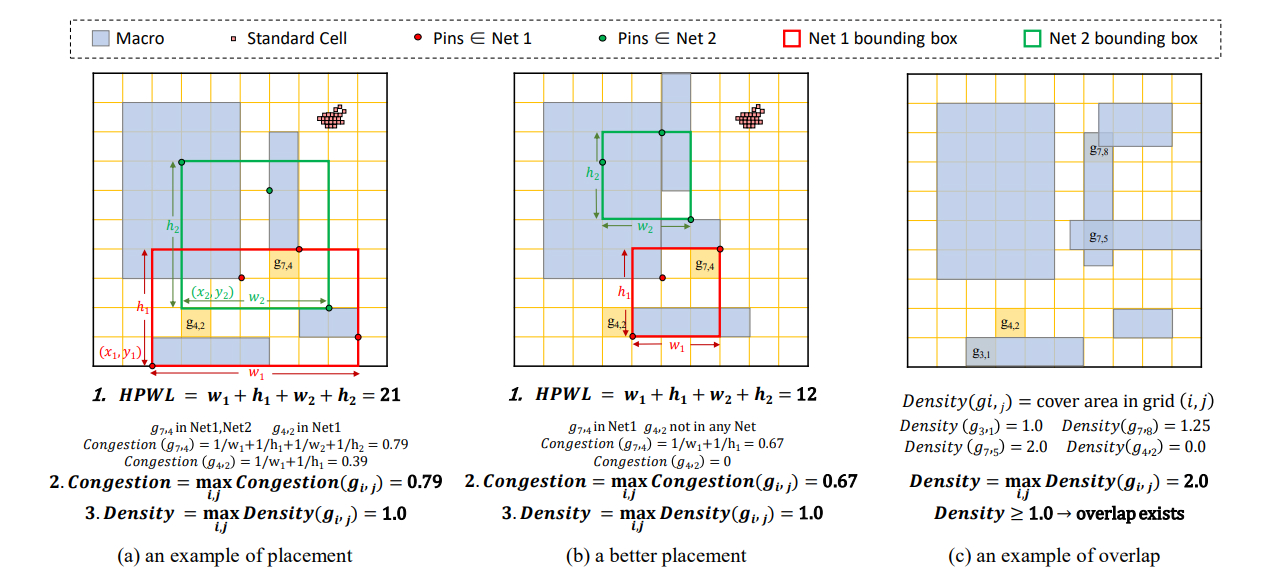 Macro Standard Cell Pins ∈ Net 1 Pins ∈ Net 2 Net 1 bounding box Net 2 bounding box
h₂
(x₂, y₂) w₂
g₇,₄
h₁
g₄,₂
(x₁,y₁)
w₁
1. HPWL = w₁ + h₁ + w₂ + h₂ = 21
g₇,₄ in Net1,Net2 g₄,₂ in Net1
Congestion (g₇,₄) = 1/w₁+1/h₁+1/w₂+1/h₂ = 0.79
Congestion (g₄,₂) = 1/w₁+1/h₁ = 0.39
2. Congestion = max Congestion(gᵢ,ⱼ) = 0.79
i,j
3. Density = max Density(gᵢ,ⱼ) = 1.0
i,j
(a) an example of placement
h₂
w₂
g₇,₄
h₁
g₄,₂
w₁
1. HPWL = w₁ + h₁ + w₂ + h₂ = 12
g₇,₄ in Net1 g₄,₂ not in any Net
Congestion (g₇,₄) = 1/w₁+1/h₁ = 0.67
Congestion (g₄,₂) = 0
2. Congestion = max Congestion(gᵢ,ⱼ) = 0.67
i,j
3. Density = max Density(gᵢ,ⱼ) = 1.0
i,j
(b) a better placement
g₇,₈
g₇,₅
g₄,₂
g₃,₁
Density(gi,ⱼ) = cover area in grid (i, j)
Density (g₃,₁) = 1.0 Density(g₇,₈) = 1.25
Density (g₇,₅) = 2.0 Density(g₄,₂) = 0.0
Density = max Density(gᵢ,ⱼ) = 2.0
i,j
Density ≥ 1.0 → overlap exists
(c) an example of overlap